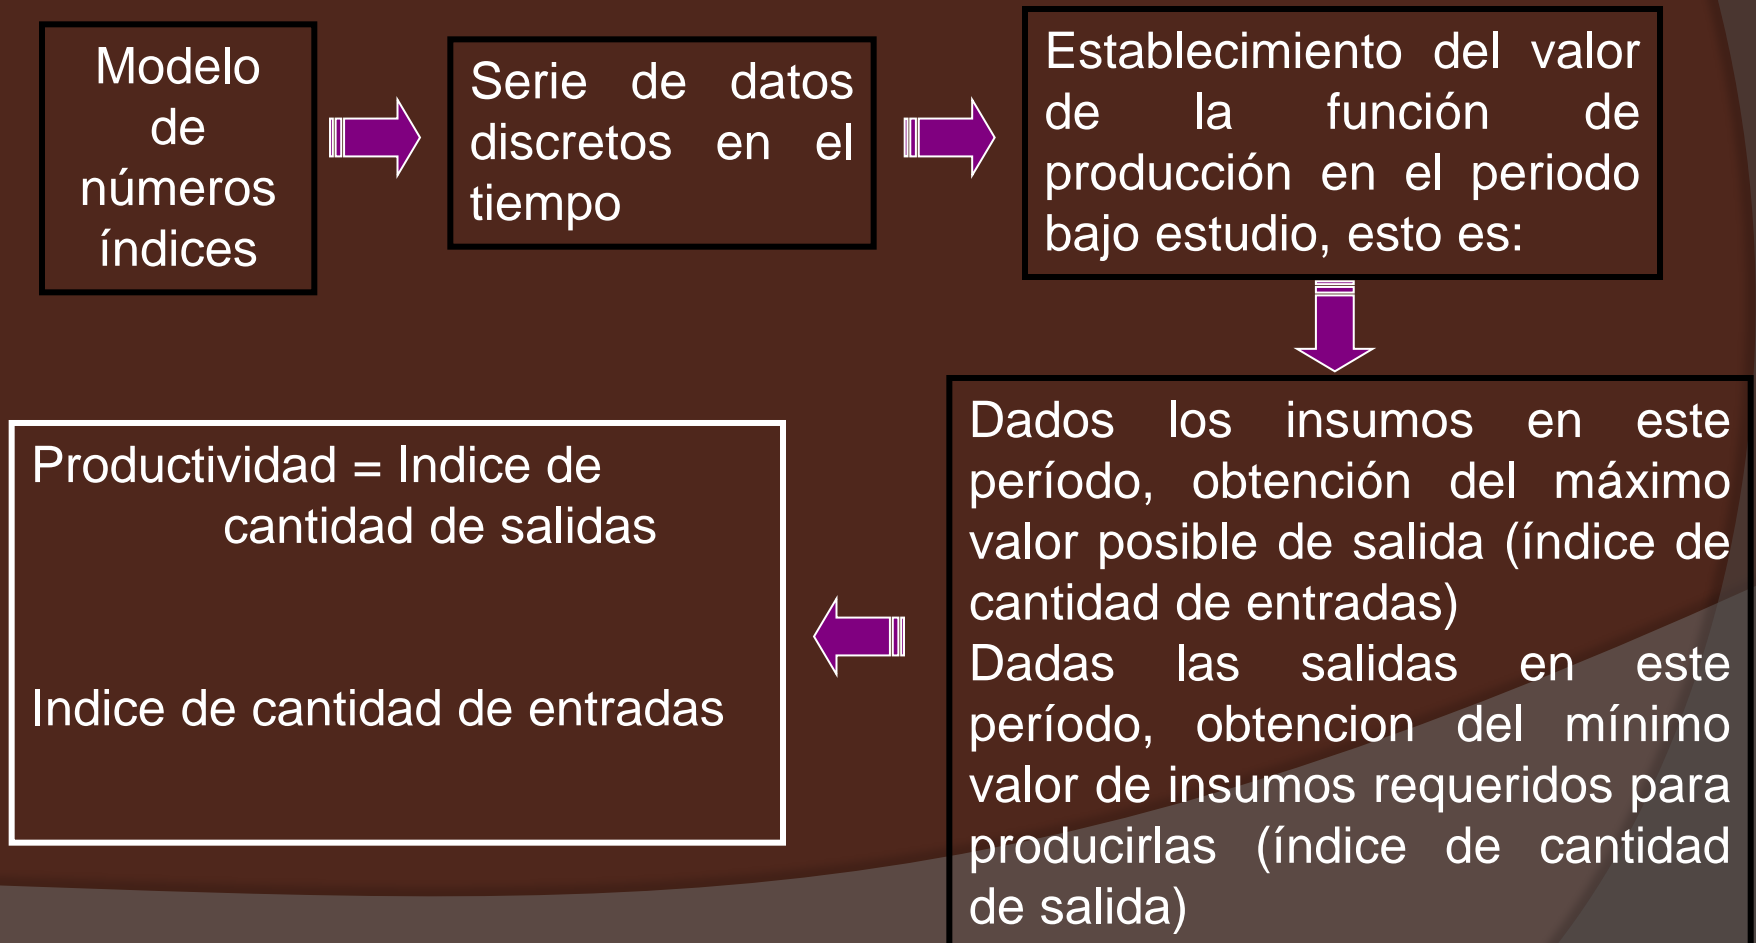 Modelo
de
números
índices
Serie de datos
discretos en el
tiempo
Establecimiento del valor
de la función de
producción en el periodo
bajo estudio, esto es:
Dados los insumos en este
período, obtención del máximo
valor posible de salida (índice de
cantidad de entradas)
Dadas las salidas en este
período, obtencion del mínimo
valor de insumos requeridos para
producirlas (índice de cantidad
de salida)
Productividad = Indice de
cantidad de salidas
Indice de cantidad de entradas